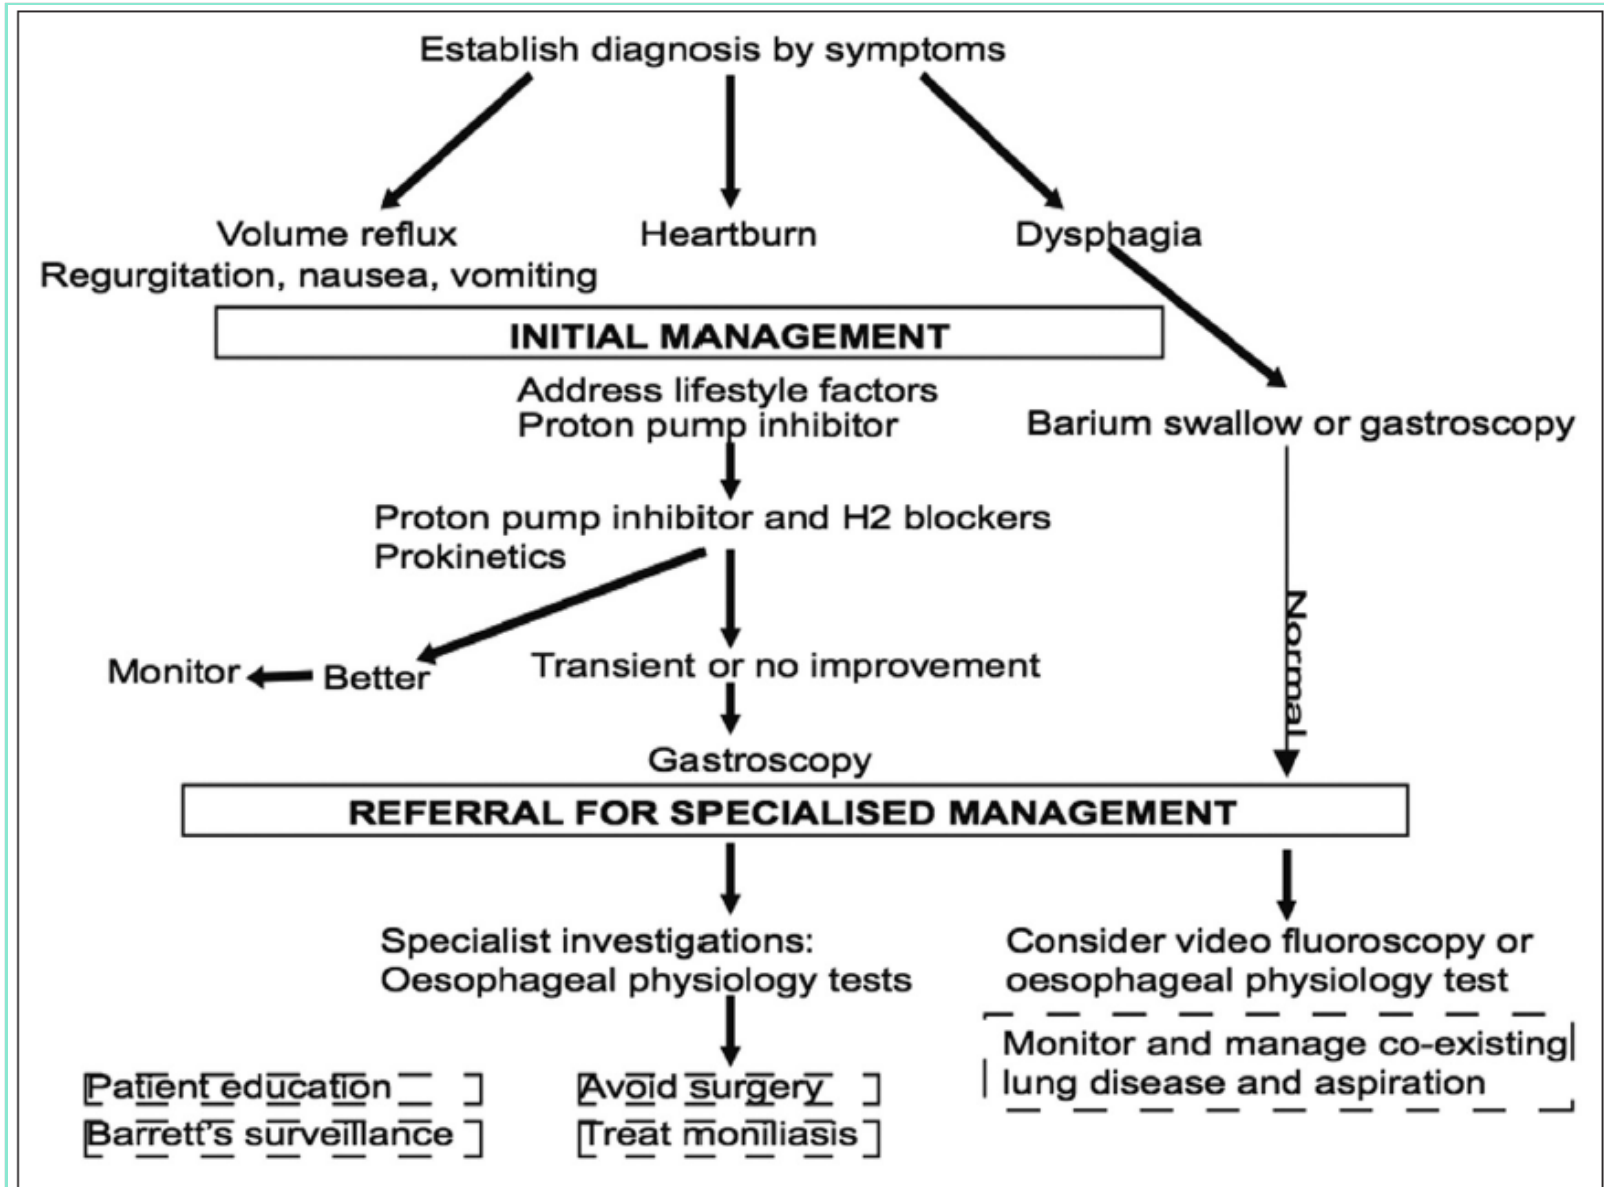 Establish diagnosis by symptoms
Volume reflux
Heartburn
Dysphagia
Regurgitation, nausea, vomiting
INITIAL MANAGEMENT
Address lifestyle factors
Proton pump inhibitor
Barium swallow or gastroscopy
Proton pump inhibitor and H2 blockers
Prokinetics
Normal
Monitor
Better
Transient or no improvement
Gastroscopy
REFERRAL FOR SPECIALISED MANAGEMENT
Specialist investigations:
Oesophageal physiology tests
Consider video fluoroscopy or
oesophageal physiology test
Monitor and manage co-existing
lung disease and aspiration
Patient education
Barrett's surveillance
Avoid surgery
Treat moniliasis